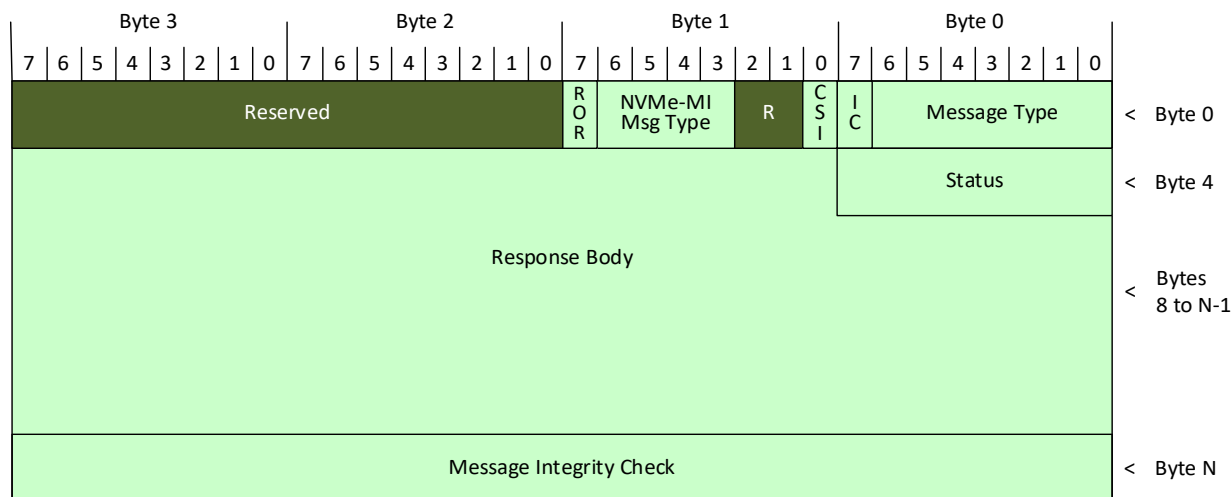 Byte 3 Byte 2 Byte 1 Byte 0
7 6 5 4 3 2 1 0 7 6 5 4 3 2 1 0 7 6 5 4 3 2 1 0 7 6 5 4 3 2 1 0
Reserved ROR NVMe-MI Msg Type R CSI IC Message Type < Byte 0
Status < Byte 4
Response Body
< Bytes
8 to N-1
Message Integrity Check < Byte N